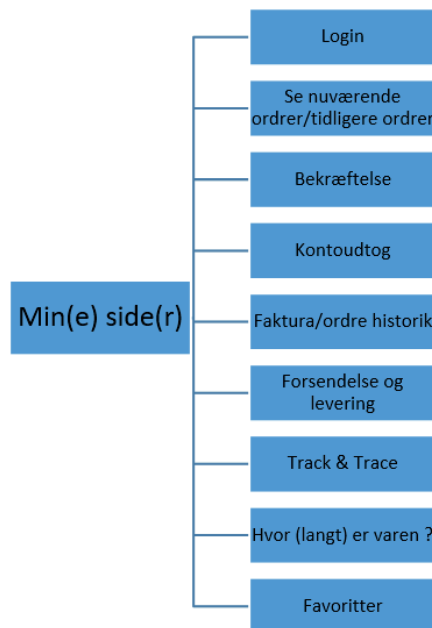 Min(e) side(r)
Login
Se nuværende
ordrer/tidligere ordrer
Bekræftelse
Kontoudtog
Faktura/ordre historik
Forsendelse og
levering
Track & Trace
Hvor (langt) er varen ?
Favoritter